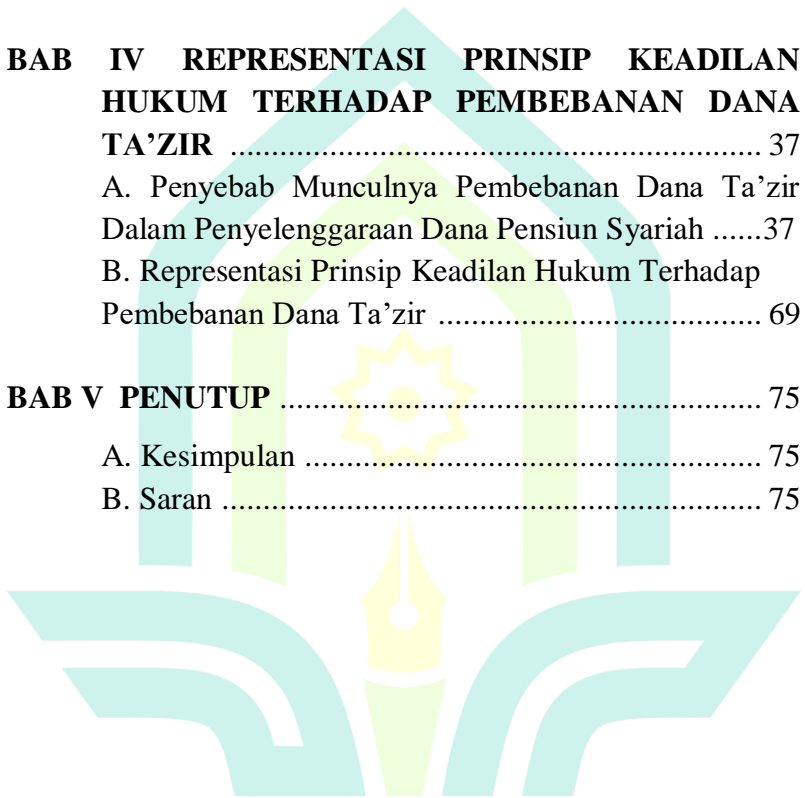 BAB IV REPRESENTASI PRINSIP KEADILAN
HUKUM TERHADAP PEMBEBANAN DANA
TA’ZIR ................................................................ 37
A. Penyebab Munculnya Pembebanan Dana Ta’zir
Dalam Penyelenggaraan Dana Pensiun Syariah ......37
B. Representasi Prinsip Keadilan Hukum Terhadap
Pembebanan Dana Ta’zir ....................................... 69
BAB V PENUTUP .......................................................... 75
A. Kesimpulan ....................................................... 75
B. Saran ................................................................. 75